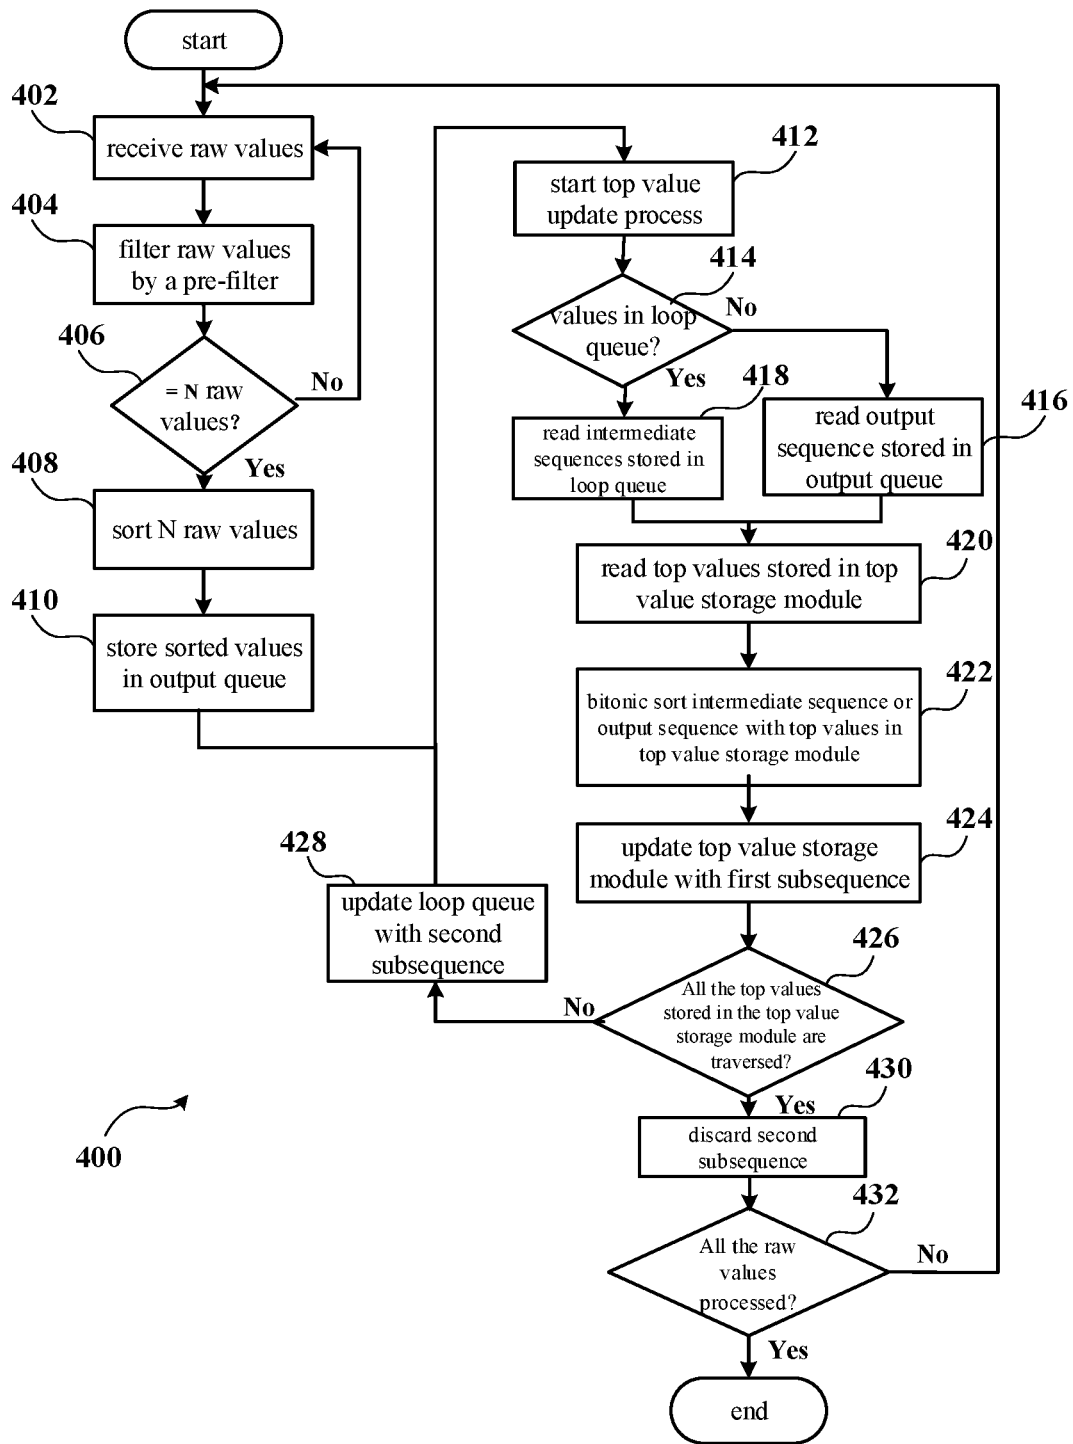 start
402
receive raw values
404
filter raw values
by a pre-filter
406
= N raw
values?
No
Yes
408
sort N raw values
410
store sorted values
in output queue
412
start top value
update process
414
values in loop
queue?
No
Yes
418
read intermediate
sequences stored in
loop queue
416
read output
sequence stored in
output queue
420
read top values stored in top
value storage module
422
bitonic sort intermediate sequence or
output sequence with top values in
top value storage module
424
update top value storage
module with first subsequence
428
update loop queue
with second
subsequence
426
All the top values
stored in the top value
storage module are
traversed?
No
Yes
430
discard second
subsequence
432
All the raw
values
processed?
No
Yes
end
400